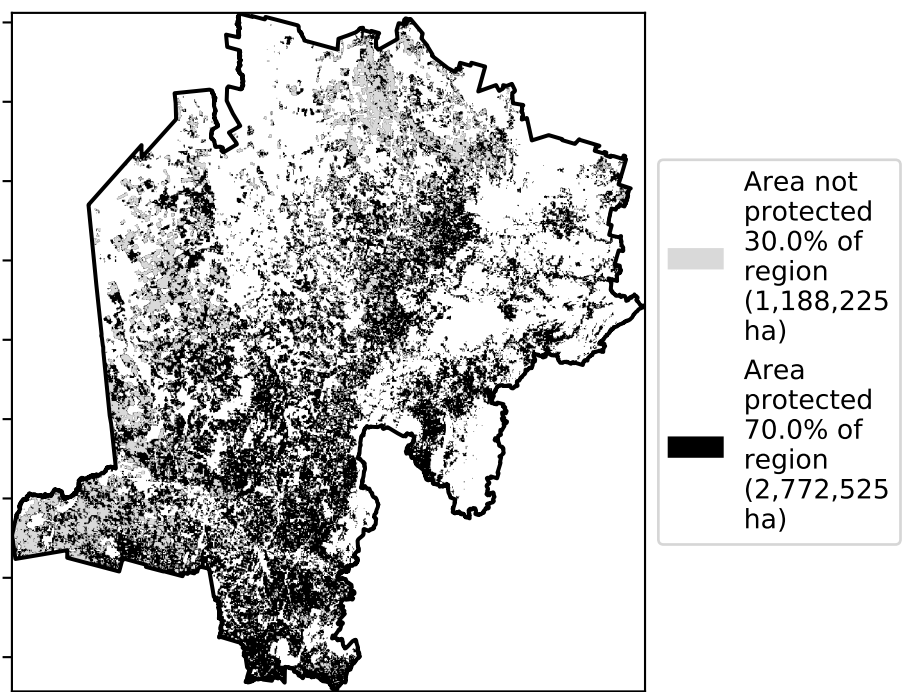 Area not
protected
30.0% of
region
(1,188,225
ha)
Area
protected
70.0% of
region
(2,772,525
ha)